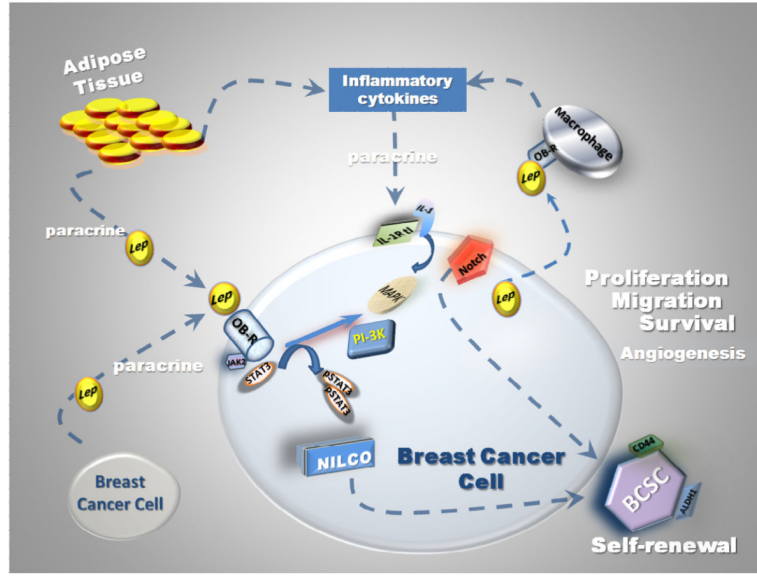 Adipose
Tissue
Inflammatory
cytokines
Macrophage
OB-R
Lep
paracrine
IL-1
IL-1R tI
paracrine
Lep
Notch
MAPK
Lep
Lep
OB-R
PI-3K
JAK2
STAT3
pSTAT3
pSTAT3
Proliferation
Migration
Survival
Angiogenesis
paracrine
Lep
NILCO
Breast Cancer
Cell
CD44
BCSC
ALDH1
Breast
Cancer Cell
Self-renewal